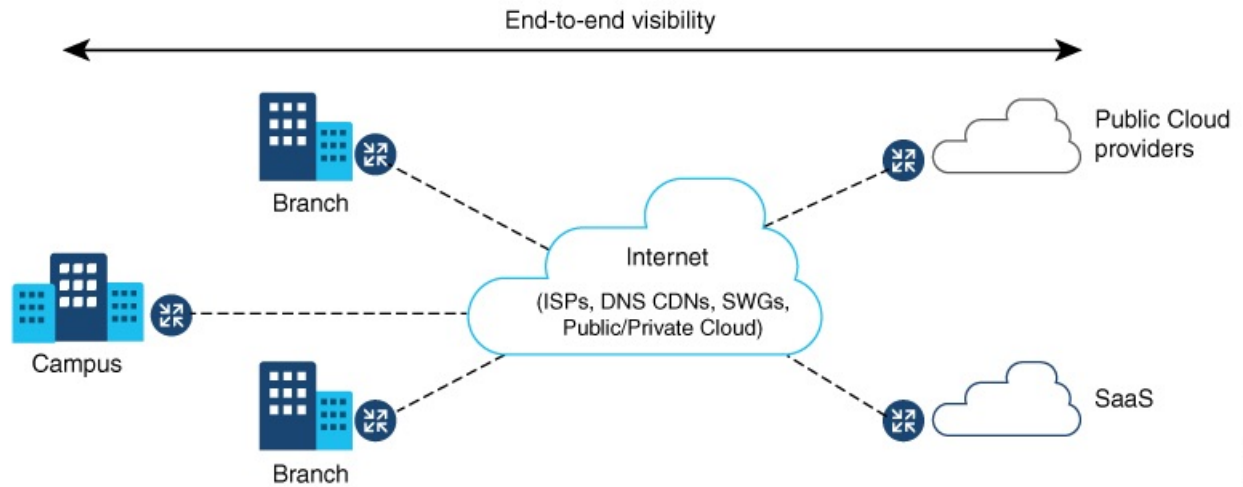 End-to-end visibility
Branch
Public Cloud
providers
Internet
(ISPs, DNS CDNs, SWGs,
Public/Private Cloud)
Campus
SaaS
Branch